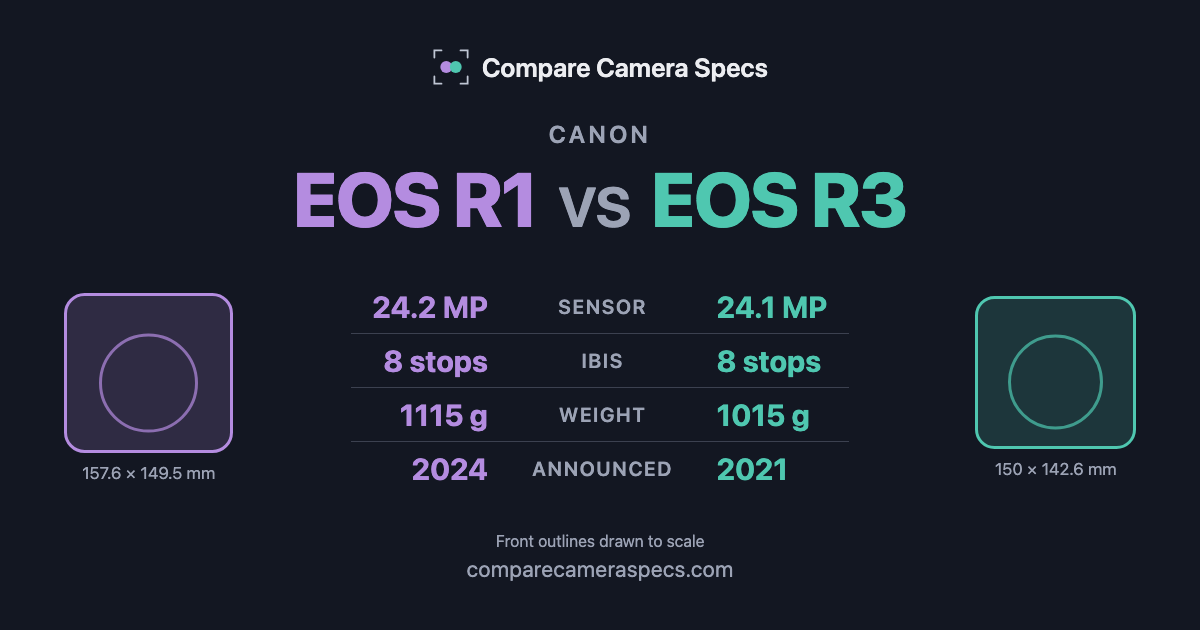 Compare Camera Specs
CANON
EOS R1 VS EOS R3
24.2 MP SENSOR 24.1 MP
8 stops IBIS 8 stops
1115 g WEIGHT 1015 g
2024 ANNOUNCED 2021
157.6 × 149.5 mm
150 × 142.6 mm
Front outlines drawn to scale
comparecameraspecs.com